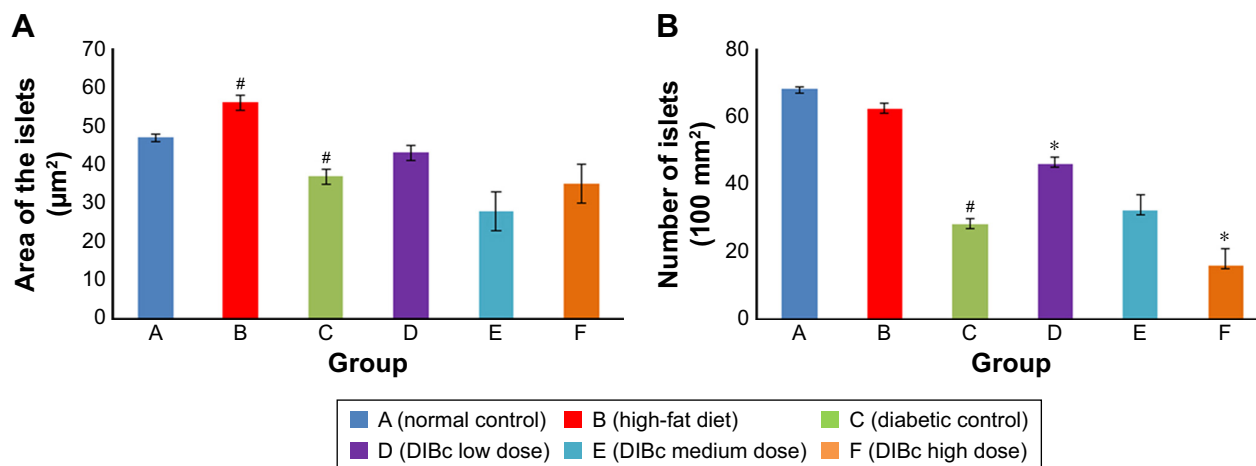 A
Area of the islets
(µm²)
70
60
50
40
30
20
10
0
#
#
A B C D E F
Group
B
Number of islets
(100 mm²)
80
60
40
20
0
#
*
*
A B C D E F
Group
A (normal control) B (high-fat diet) C (diabetic control)
D (DIBc low dose) E (DIBc medium dose) F (DIBc high dose)